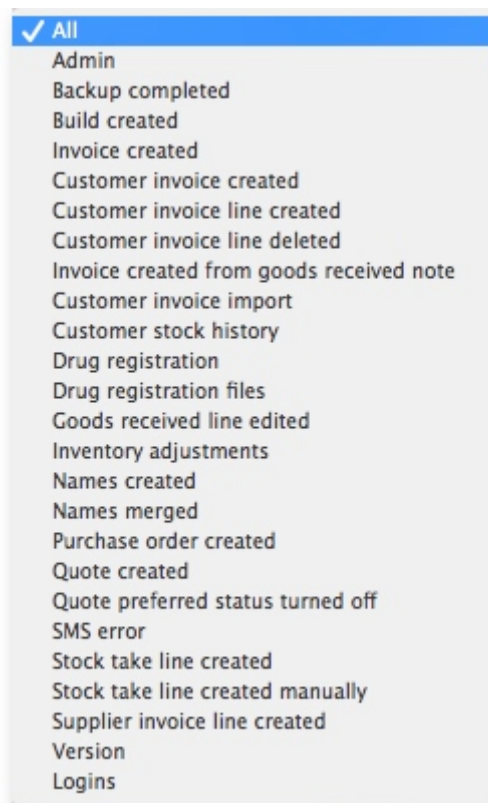 All
Admin
Backup completed
Build created
Invoice created
Customer invoice created
Customer invoice line created
Customer invoice line deleted
Invoice created from goods received note
Customer invoice import
Customer stock history
Drug registration
Drug registration files
Goods received line edited
Inventory adjustments
Names created
Names merged
Purchase order created
Quote created
Quote preferred status turned off
SMS error
Stock take line created
Stock take line created manually
Supplier invoice line created
Version
Logins